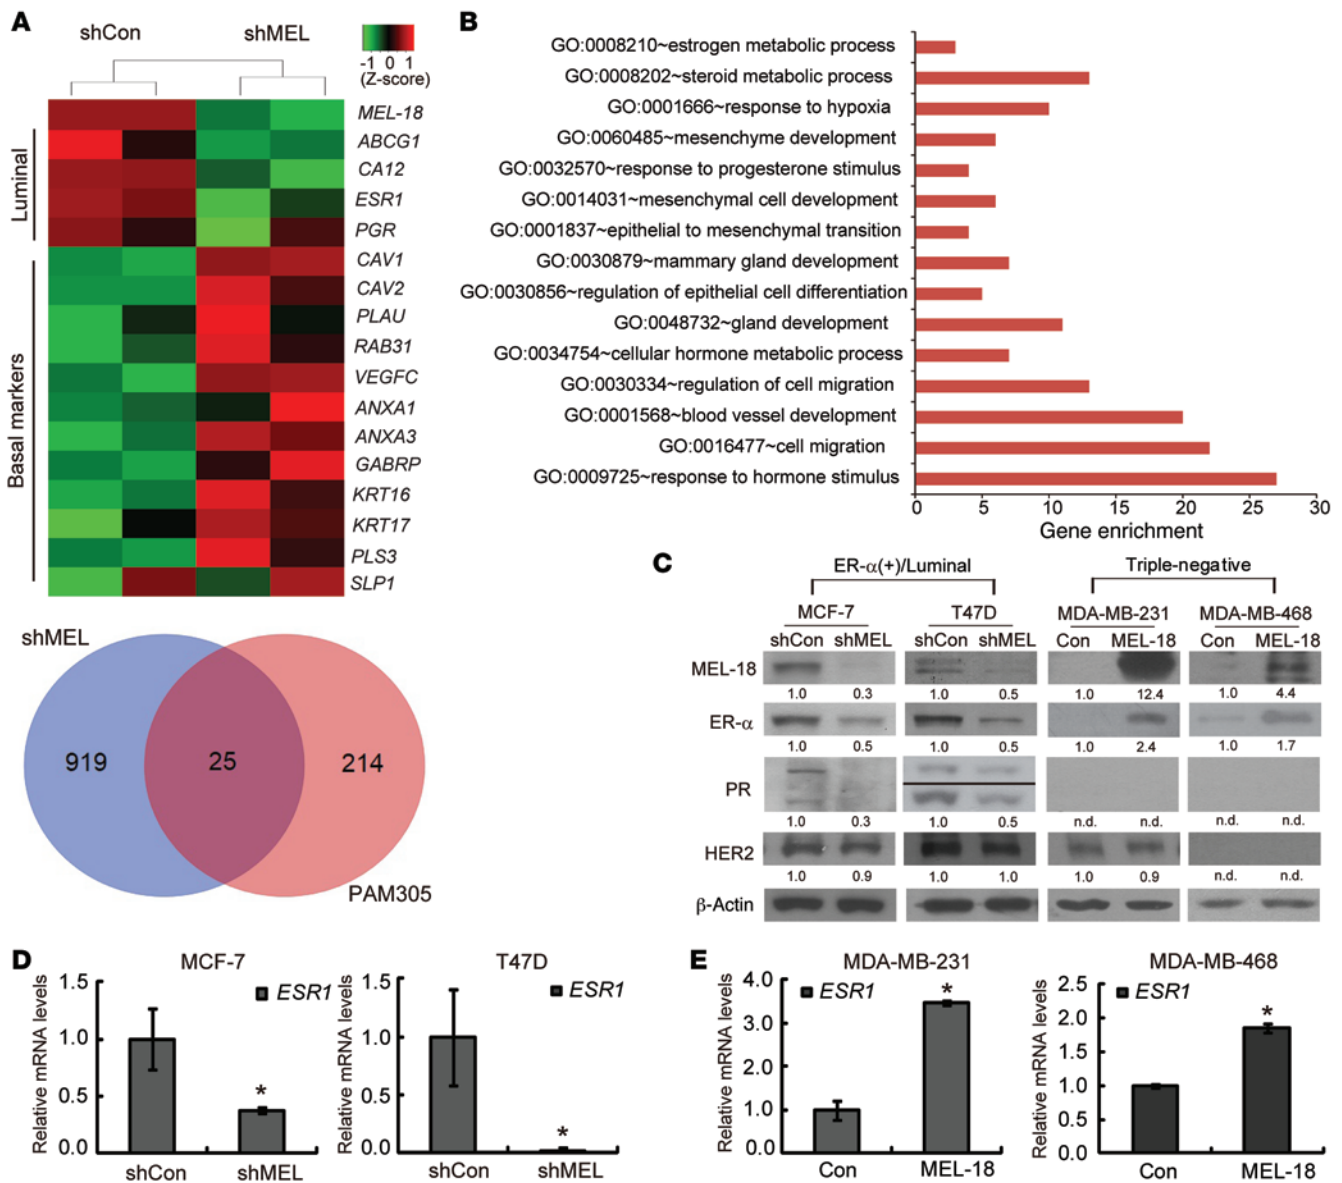 A
shCon shMEL
-1 0 1
(Z-score)
Luminal
Basal markers
MEL-18
ABCG1
CA12
ESR1
PGR
CAV1
CAV2
PLAU
RAB31
VEGFC
ANXA1
ANXA3
GABRP
KRT16
KRT17
PLS3
SLP1
shMEL
919 25 214
PAM305
B
GO:0008210~estrogen metabolic process
GO:0008202~steroid metabolic process
GO:0001666~response to hypoxia
GO:0060485~mesenchyme development
GO:0032570~response to progesterone stimulus
GO:0014031~mesenchymal cell development
GO:0001837~epithelial to mesenchymal transition
GO:0030879~mammary gland development
GO:0030856~regulation of epithelial cell differentiation
GO:0048732~gland development
GO:0034754~cellular hormone metabolic process
GO:0030334~regulation of cell migration
GO:0001568~blood vessel development
GO:0016477~cell migration
GO:0009725~response to hormone stimulus
0 5 10 15 20 25 30
Gene enrichment
C
ER-α(+)/Luminal Triple-negative
MCF-7 T47D MDA-MB-231 MDA-MB-468
shCon shMEL shCon shMEL Con MEL-18 Con MEL-18
MEL-18
1.0 0.3 1.0 0.5 1.0 12.4 1.0 4.4
ER-α
1.0 0.5 1.0 0.5 1.0 2.4 1.0 1.7
PR
1.0 0.3 1.0 0.5 n.d. n.d. n.d. n.d.
HER2
1.0 0.9 1.0 1.0 1.0 0.9 n.d. n.d.
β-Actin
D
MCF-7
Relative mRNA levels
1.5
1.0
0.5
0.0
ESR1
*
shCon shMEL
T47D
Relative mRNA levels
1.5
1.0
0.5
0.0
ESR1
*
shCon shMEL
E
MDA-MB-231
Relative mRNA levels
4.0
3.0
2.0
1.0
0.0
ESR1
*
Con MEL-18
MDA-MB-468
Relative mRNA levels
2.5
2.0
1.5
1.0
0.5
0.0
ESR1
*
Con MEL-18